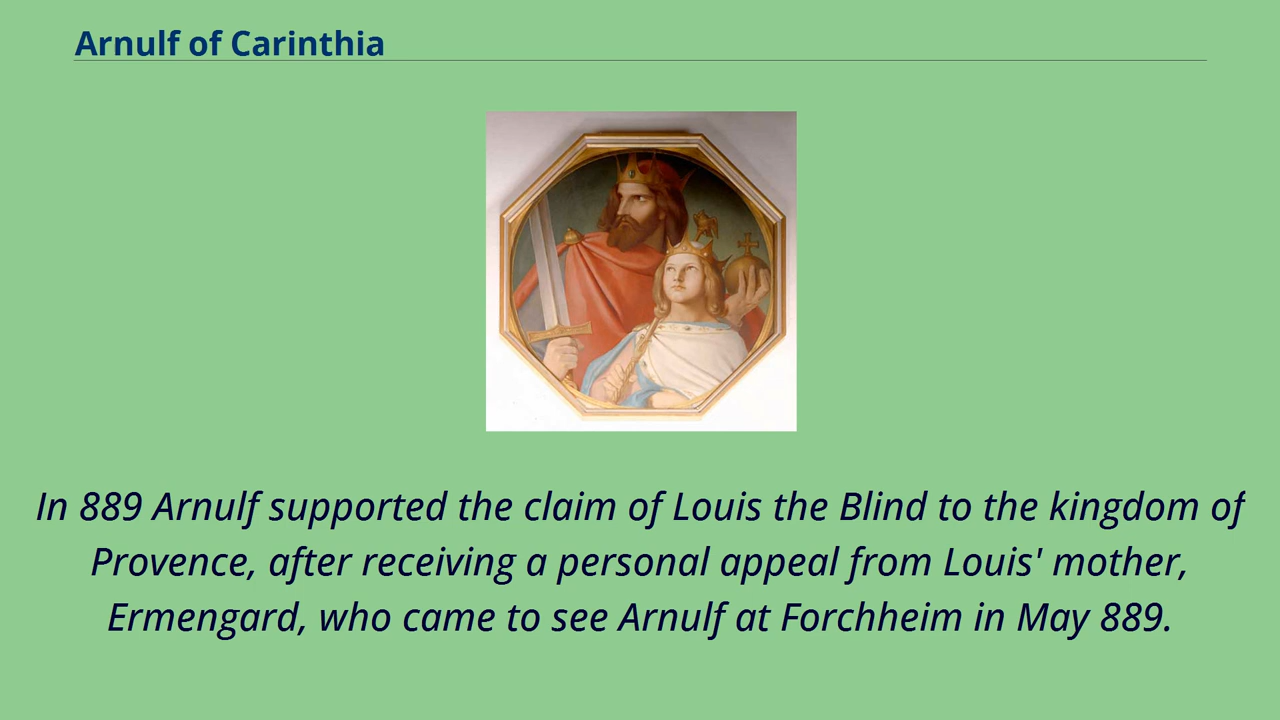 Arnulf of Carinthia
In 889 Arnulf supported the claim of Louis the Blind to the kingdom of
Provence, after receiving a personal appeal from Louis' mother,
Ermengard, who came to see Arnulf at Forchheim in May 889.